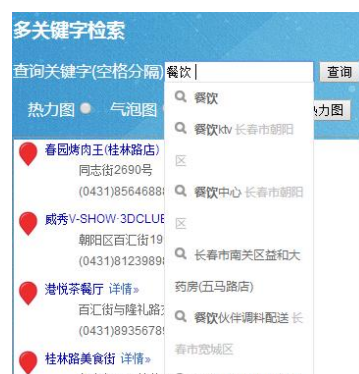 多关键字检索
查询关键字(空格分隔) 餐饮 查询
热力图 气泡图 力图
餐饮
餐饮ktv 长春市朝阳
区
餐饮中心 长春市朝阳
区
长春市南关区益和大
药房(五马路店)
餐饮伙伴调料配送 长
春市宽城区
春园烤肉王(桂林路店)
同志街2690号
(0431)8564688
威秀V-SHOW·3DCLUE
朝阳区百汇街19
(0431)8123989
港悦茶餐厅 详情»
百汇街与隆礼路
(0431)8935678
桂林路美食街 详情»